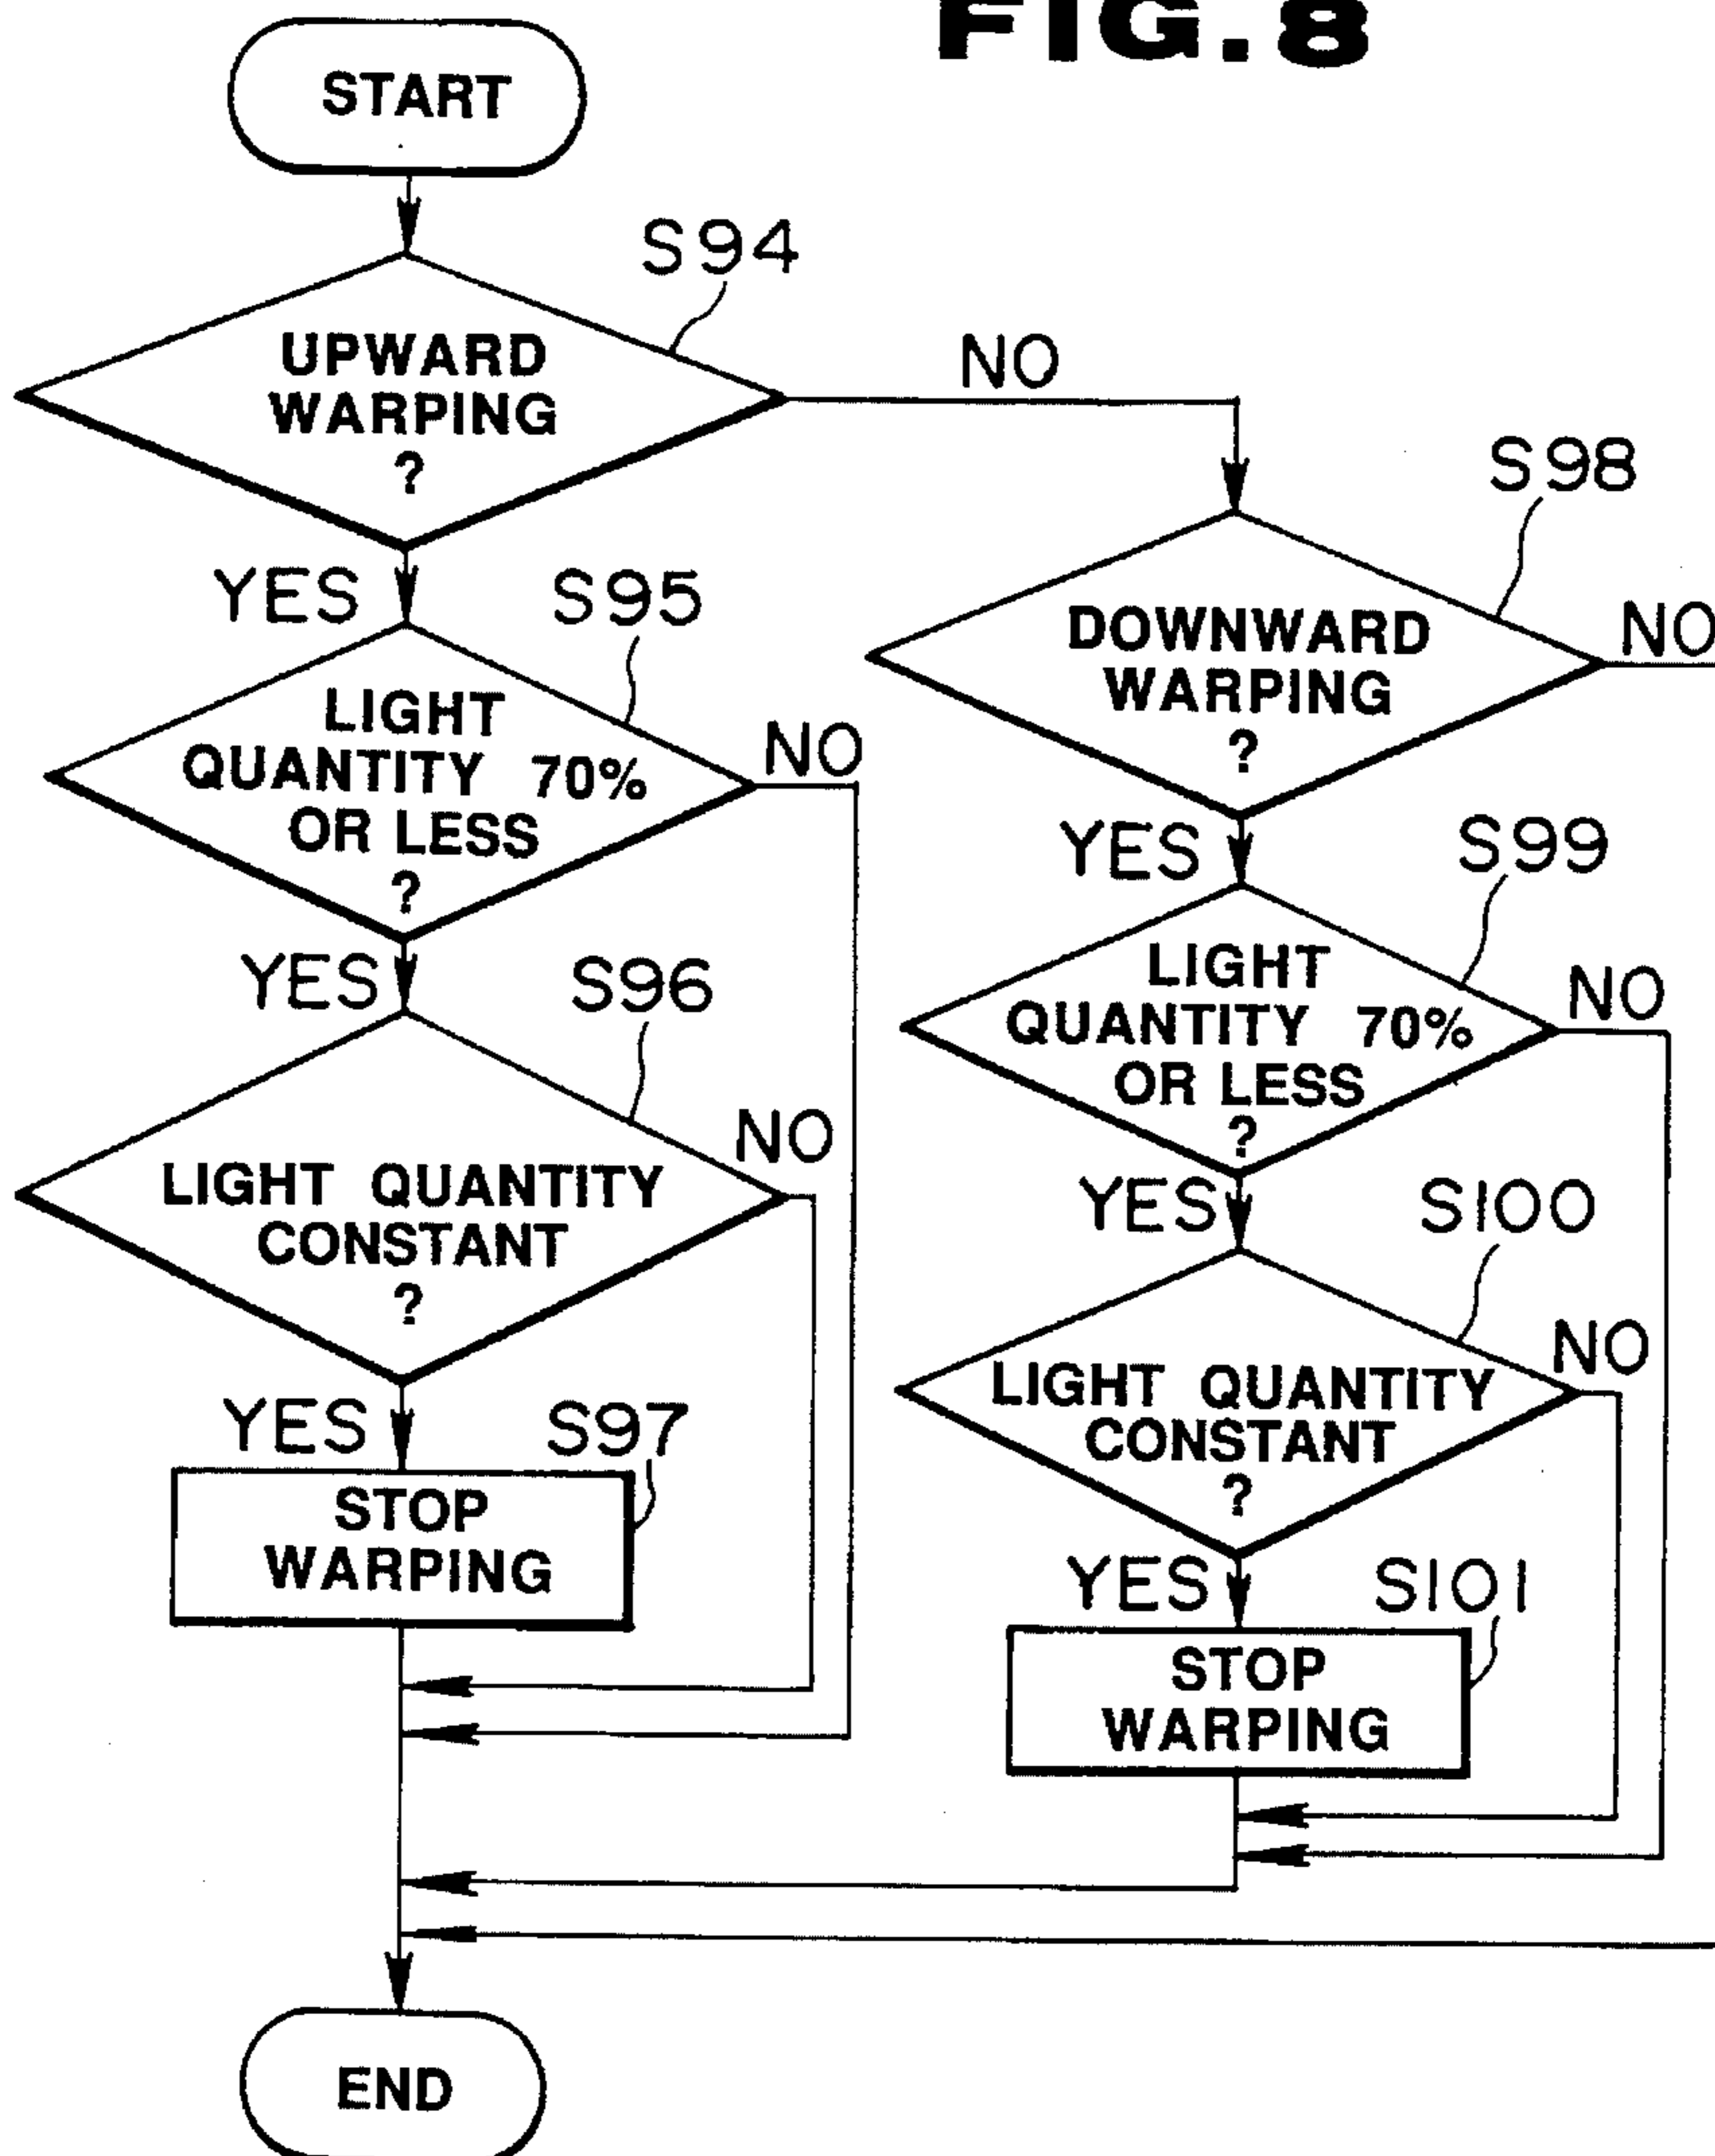 FIG.8
START
S94
UPWARD
WARPING
?
NO
YES
S95
LIGHT
QUANTITY 70%
OR LESS
?
NO
YES
S96
LIGHT QUANTITY
CONSTANT
?
NO
YES
S97
STOP
WARPING
S98
DOWNWARD
WARPING
?
NO
YES
S99
LIGHT
QUANTITY 70%
OR LESS
?
NO
YES
S100
LIGHT QUANTITY
CONSTANT
?
NO
YES
S101
STOP
WARPING
END